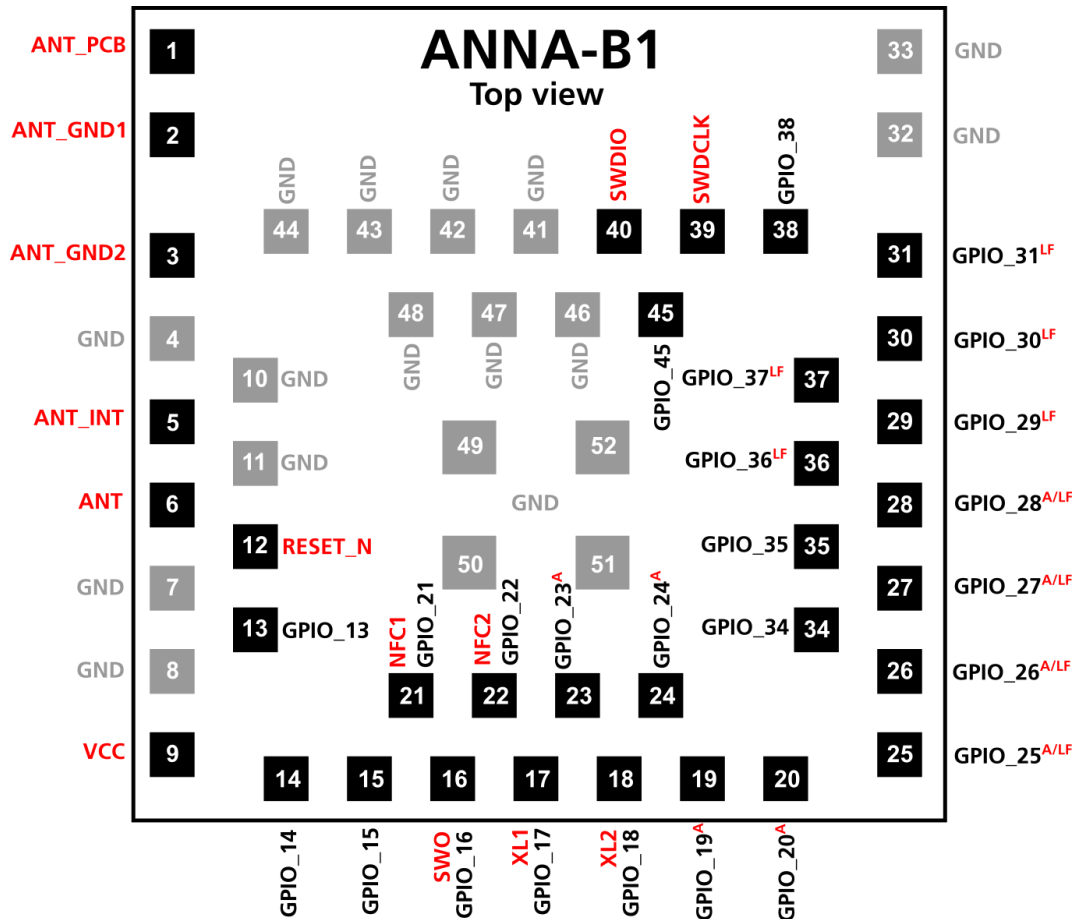 ANNA-B1
Top view
ANT_PCB 1
33 GND
ANT_GND1 2
32 GND
GND GND GND GND SWDIO SWDCLK GPIO_38
44 43 42 41 40 39 38
ANT_GND2 3
31 GPIO_31LF
48 47 46 45
GND GND GND GPIO_45
GND 4
30 GPIO_30LF
10 GND
GPIO_37LF 37
ANT_INT 5
29 GPIO_29LF
49 52
11 GND
GPIO_36LF 36
ANT 6
GND
28 GPIO_28A/LF
12 RESET_N
50 51
GPIO_35 35
GND 7
27 GPIO_27A/LF
13 GPIO_13
NFC1 GPIO_21 NFC2 GPIO_22 GPIO_23A GPIO_24A
GPIO_34 34
GND 8
21 22 23 24
26 GPIO_26A/LF
VCC 9
25 GPIO_25A/LF
14 15 16 17 18 19 20
GPIO_14 GPIO_15 SWO GPIO_16 XL1 GPIO_17 XL2 GPIO_18 GPIO_19A GPIO_20A